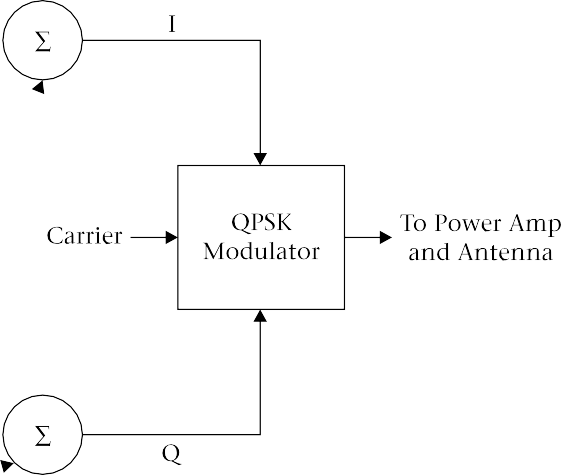 Σ
I
Carrier
QPSK
Modulator
To Power Amp
and Antenna
Σ
Q